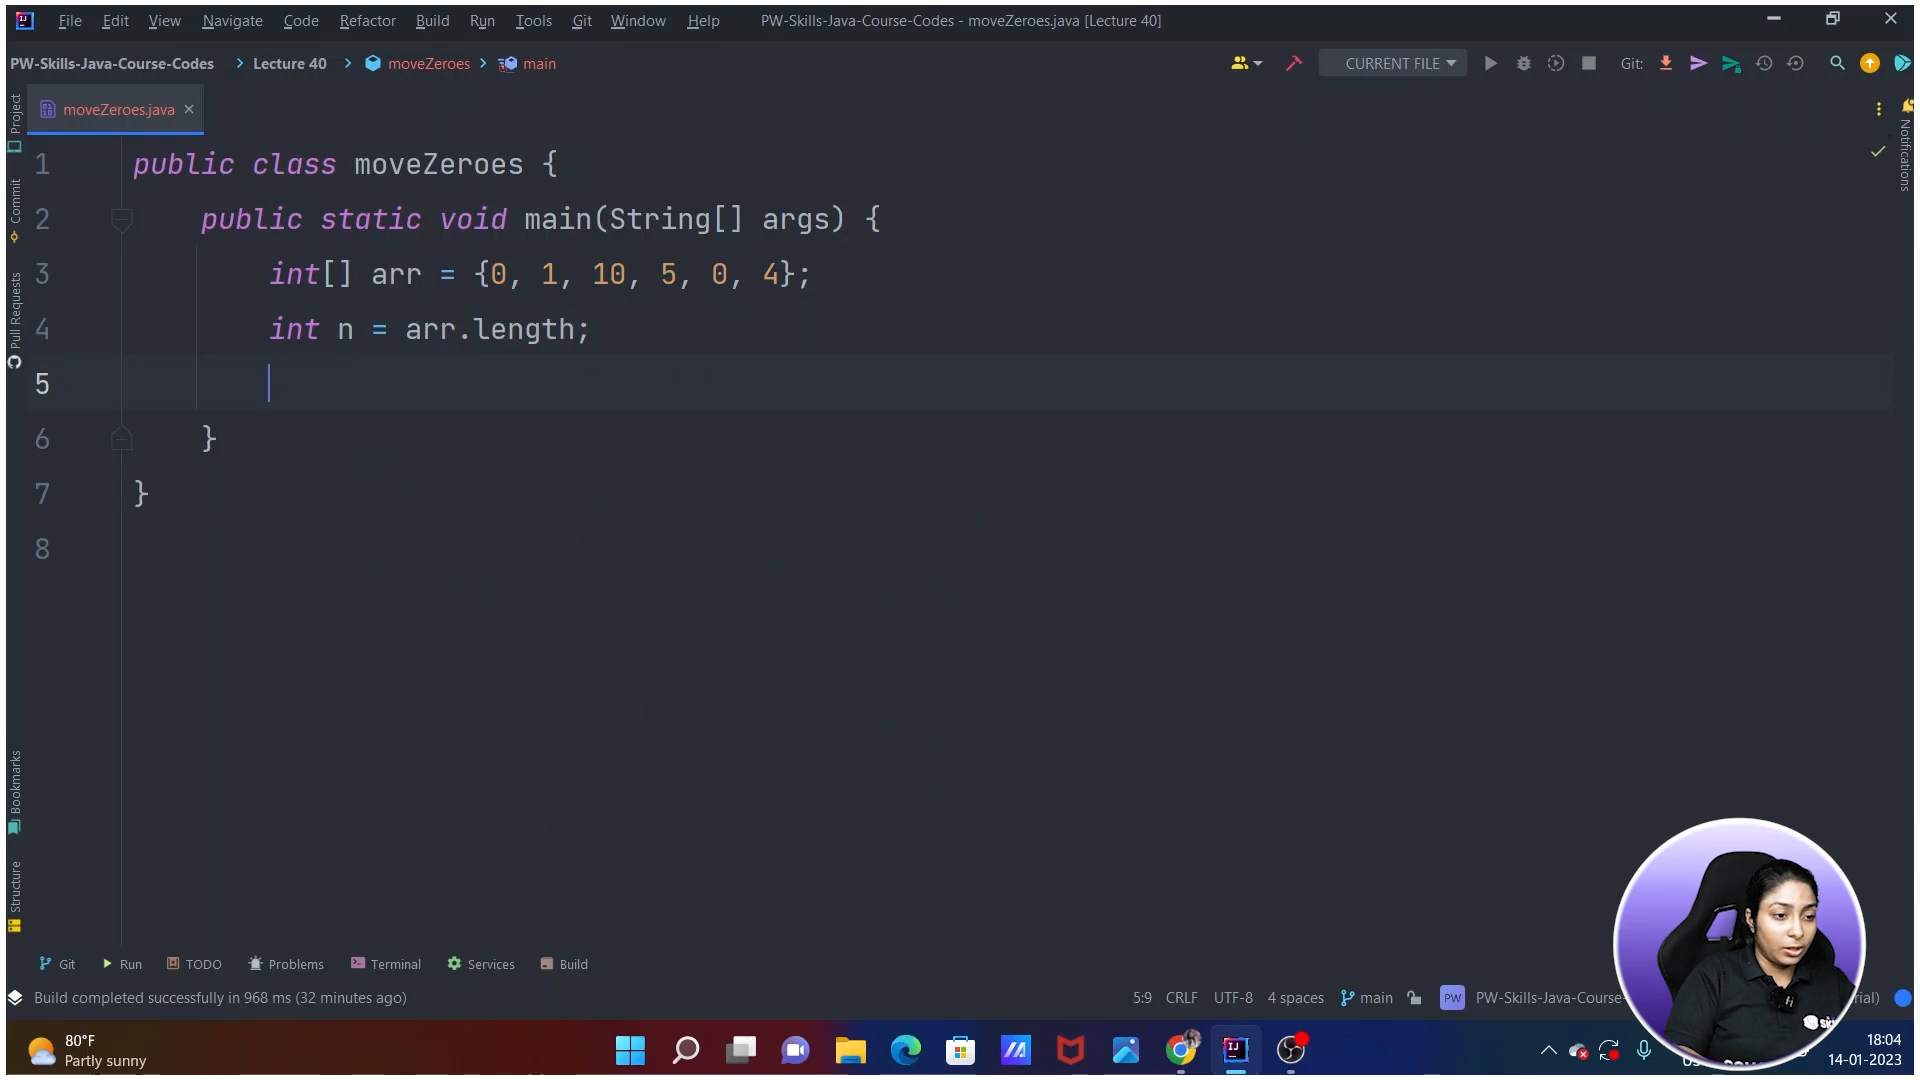 File Edit View Navigate Code Refactor Build Run Tools Git Window Help PW-Skills-Java-Course-Codes - moveZeroes.java [Lecture 40]
PW-Skills-Java-Course-Codes > Lecture 40 > moveZeroes > main CURRENT FILE Git:
moveZeroes.java
Project
Commit
Pull Requests
Bookmarks
Structure
Notifications
1 public class moveZeroes {
2 public static void main(String[] args) {
3 int[] arr = {0, 1, 10, 5, 0, 4};
4 int n = arr.length;
5
6 }
7 }
8
Git Run TODO Problems Terminal Services Build
Build completed successfully in 968 ms (32 minutes ago) 5:9 CRLF UTF-8 4 spaces main PW PW-Skills-Java-Course-
80°F
Partly sunny
18:04
14-01-2023